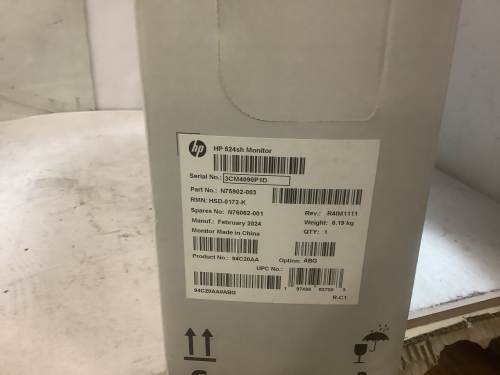 hp HP 524sh Monitor
Serial No.: 3CM4090P1D
Part No.: N75902-003
RMN: HSD-0172-K
Spares No: N76062-001 Rev.: R4IM1111
Manuf.: February 2024 Weight: 6.19 kg
Monitor Made in China QTY: 1
Product No.: 94C20AA Option: ABG
UPC No.:
94C20AA#ABG
R-C1